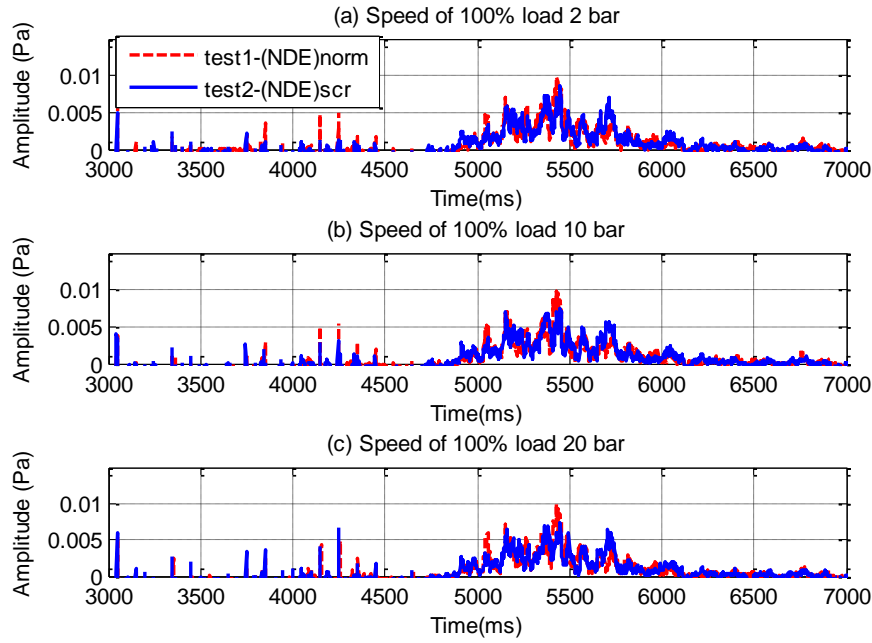 (a) Speed of 100% load 2 bar
test1-(NDE)norm
test2-(NDE)scr
Amplitude (Pa)
0.01
0.005
0
3000 3500 4000 4500 5000 5500 6000 6500 7000
Time(ms)
(b) Speed of 100% load 10 bar
Amplitude (Pa)
0.01
0.005
0
3000 3500 4000 4500 5000 5500 6000 6500 7000
Time(ms)
(c) Speed of 100% load 20 bar
Amplitude (Pa)
0.01
0.005
0
3000 3500 4000 4500 5000 5500 6000 6500 7000
Time(ms)